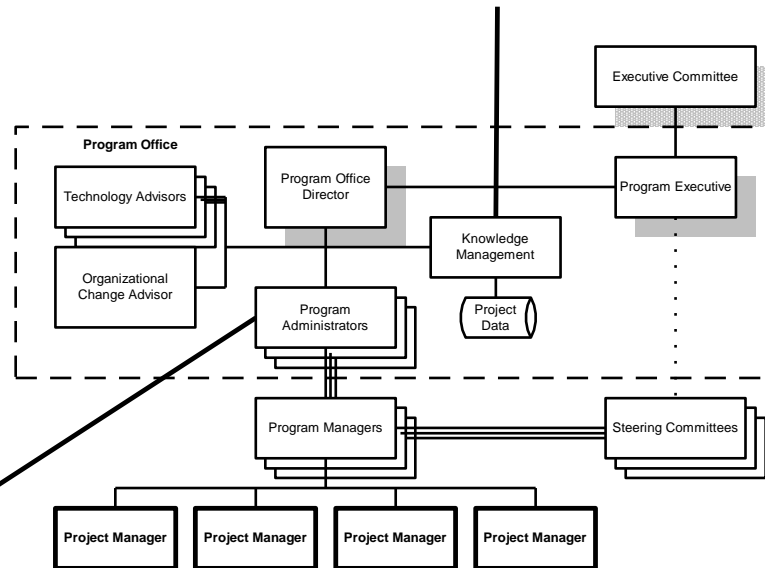 Executive Committee
Program Office
Technology Advisors
Program Office
Director
Program Executive
Knowledge
Management
Organizational
Change Advisor
Program
Administrators
Project
Data
Program Managers
Steering Committees
Project Manager
Project Manager
Project Manager
Project Manager